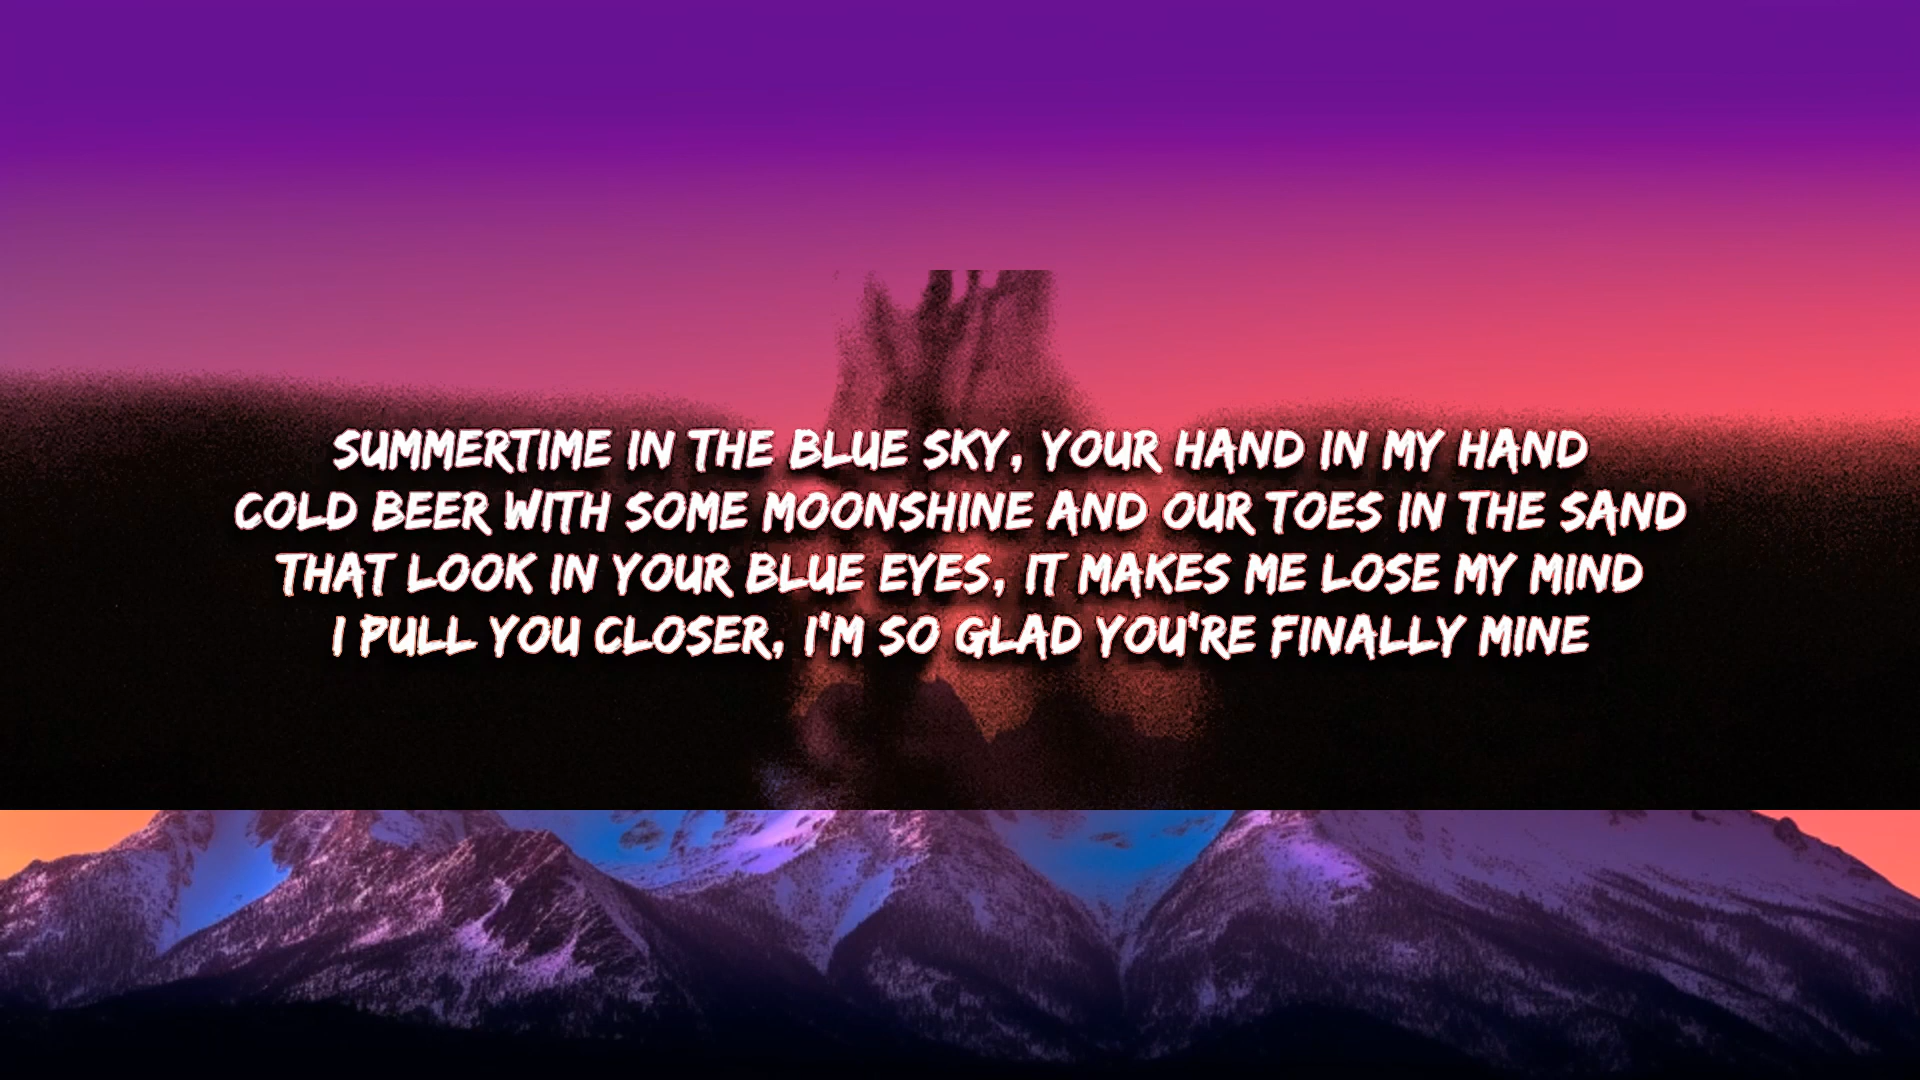 SUMMERTIME IN THE BLUE SKY, YOUR HAND IN MY HAND
COLD BEER WITH SOME MOONSHINE AND OUR TOES IN THE SAND
THAT LOOK IN YOUR BLUE EYES, IT MAKES ME LOSE MY MIND
I PULL YOU CLOSER, I'M SO GLAD YOU'RE FINALLY MINE